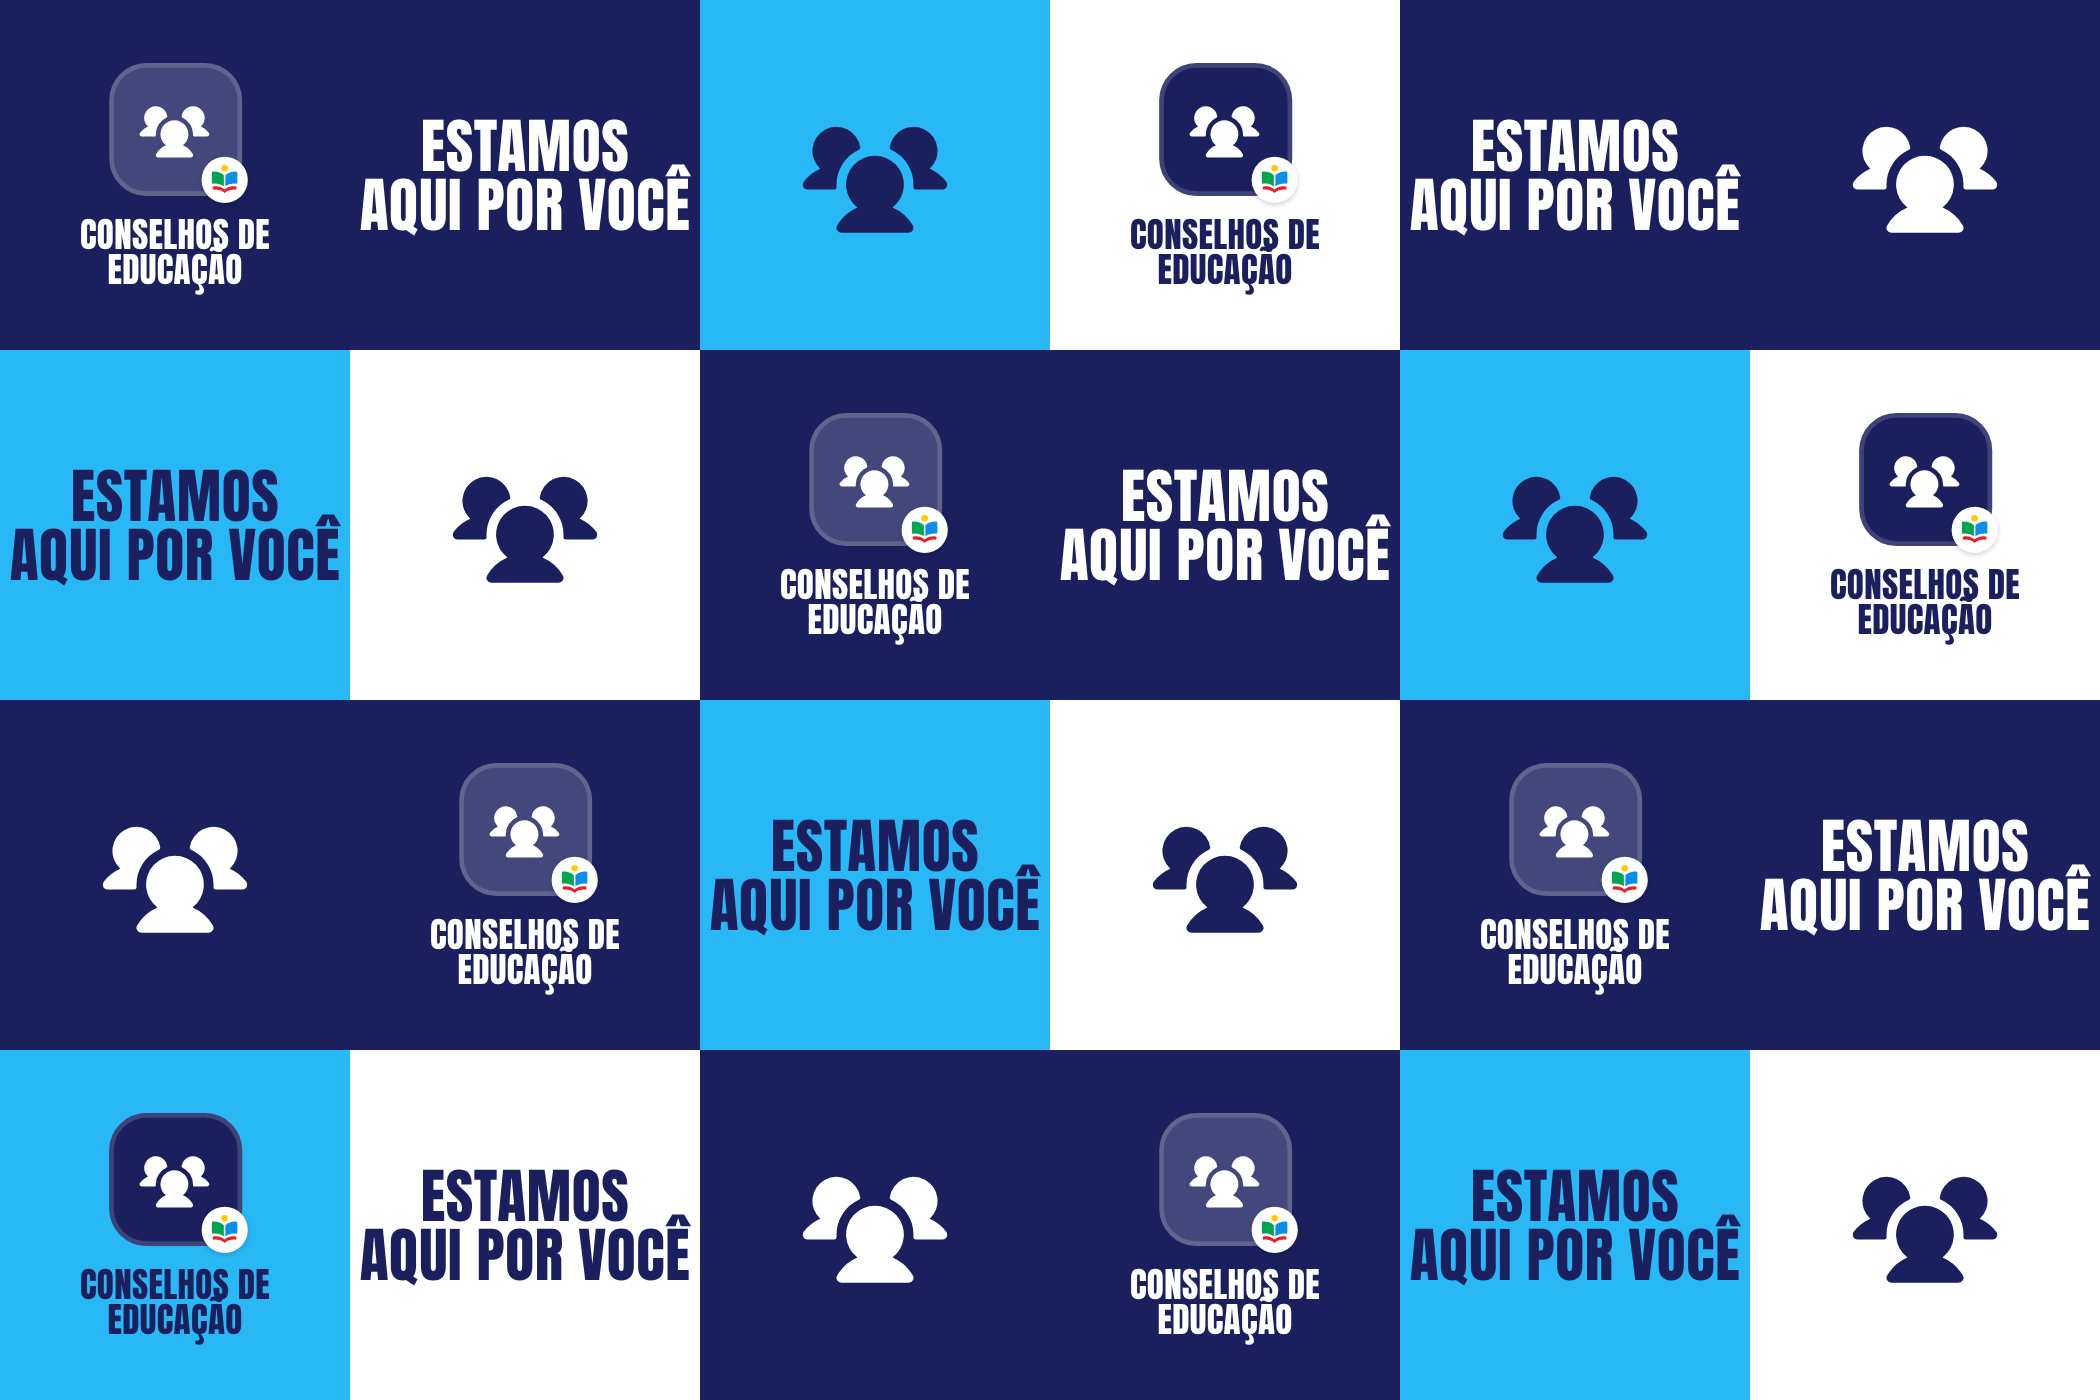 CONSELHOS DE
EDUCAÇÃO
ESTAMOS
AQUI POR VOCÊ
CONSELHOS DE
EDUCAÇÃO
ESTAMOS
AQUI POR VOCÊ
ESTAMOS
AQUI POR VOCÊ
CONSELHOS DE
EDUCAÇÃO
ESTAMOS
AQUI POR VOCÊ
CONSELHOS DE
EDUCAÇÃO
CONSELHOS DE
EDUCAÇÃO
ESTAMOS
AQUI POR VOCÊ
CONSELHOS DE
EDUCAÇÃO
ESTAMOS
AQUI POR VOCÊ
CONSELHOS DE
EDUCAÇÃO
ESTAMOS
AQUI POR VOCÊ
CONSELHOS DE
EDUCAÇÃO
ESTAMOS
AQUI POR VOCÊ